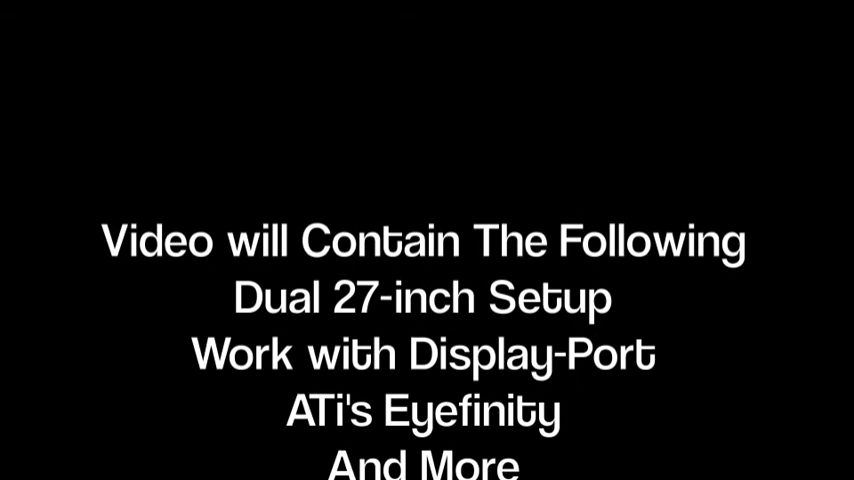 Video will Contain The Following
Dual 27-inch Setup
Work with Display-Port
ATi's Eyefinity
And More